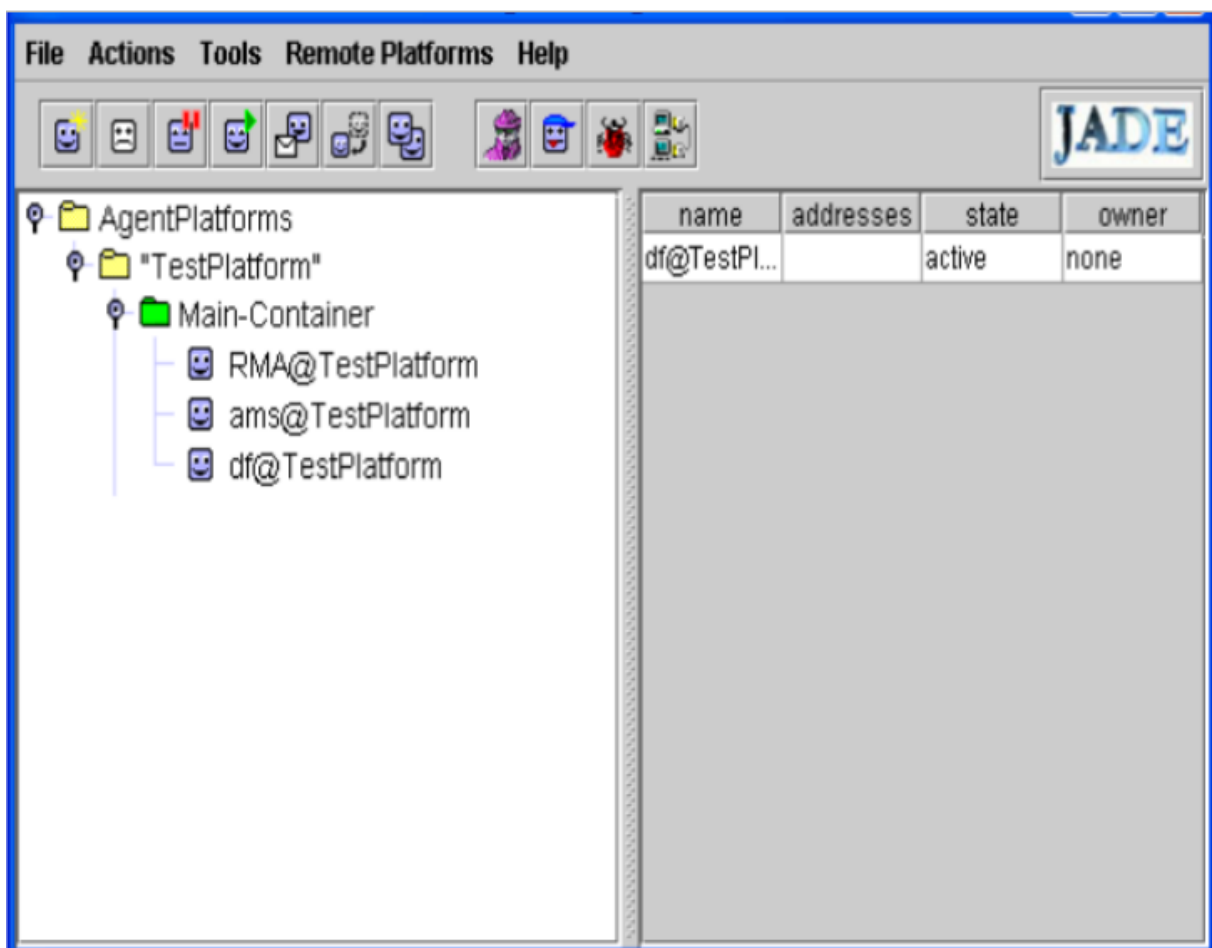 File Actions Tools Remote Platforms Help
JADE
AgentPlatforms
"TestPlatform"
Main-Container
RMA@TestPlatform
ams@TestPlatform
df@TestPlatform
name addresses state owner
df@TestPl... active none